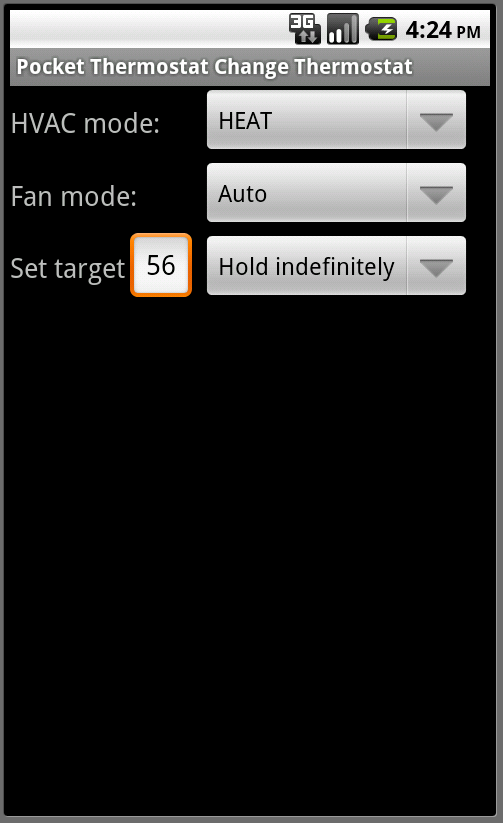 3G 4:24 PM
Pocket Thermostat Change Thermostat
HVAC mode: HEAT
Fan mode: Auto
Set target 56 Hold indefinitely